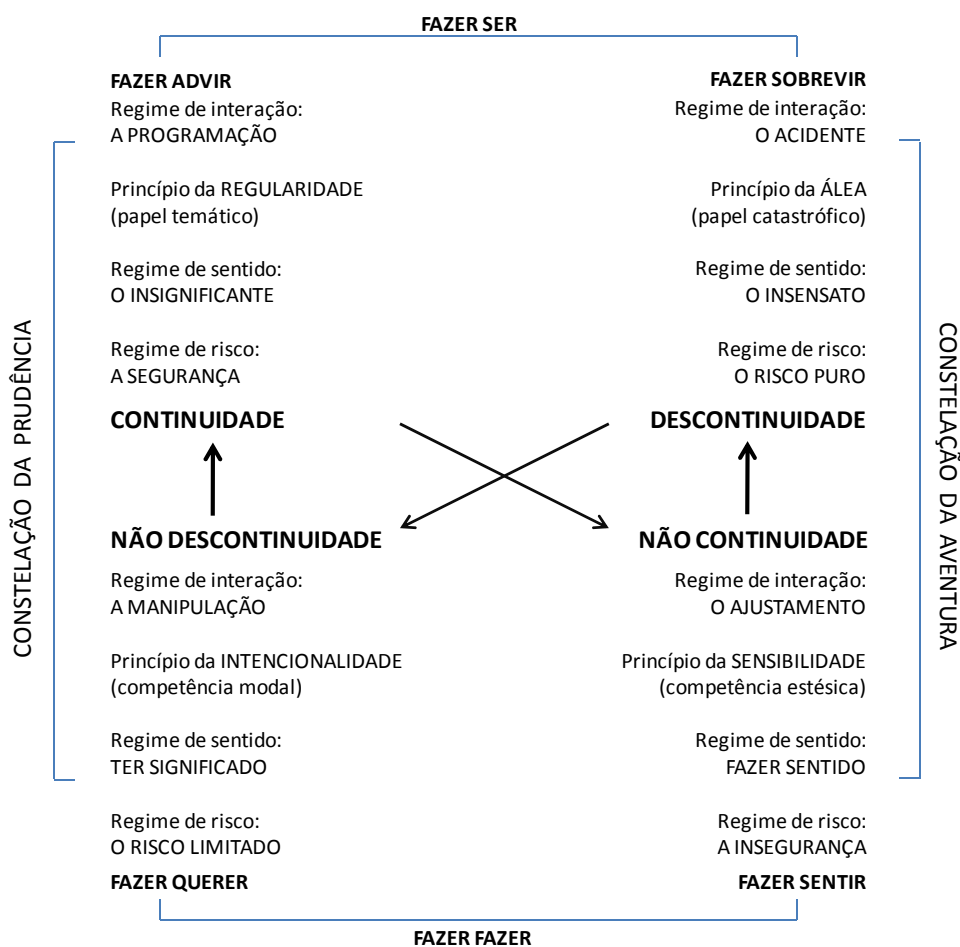 FAZER SER
FAZER ADVIR
Regime de interação:
A PROGRAMAÇÃO
Princípio da REGULARIDADE
(papel temático)
Regime de sentido:
O INSIGNIFICANTE
Regime de risco:
A SEGURANÇA
CONTINUIDADE
FAZER SOBREVIR
Regime de interação:
O ACIDENTE
Princípio da ÁLEA
(papel catastrófico)
Regime de sentido:
O INSENSATO
Regime de risco:
O RISCO PURO
DESCONTINUIDADE
CONSTELAÇÃO DA PRUDÊNCIA
CONSTELAÇÃO DA AVENTURA
NÃO DESCONTINUIDADE
Regime de interação:
A MANIPULAÇÃO
Princípio da INTENCIONALIDADE
(competência modal)
Regime de sentido:
TER SIGNIFICADO
Regime de risco:
O RISCO LIMITADO
FAZER QUERER
NÃO CONTINUIDADE
Regime de interação:
O AJUSTAMENTO
Princípio da SENSIBILIDADE
(competência estésica)
Regime de sentido:
FAZER SENTIDO
Regime de risco:
A INSEGURANÇA
FAZER SENTIR
FAZER FAZER